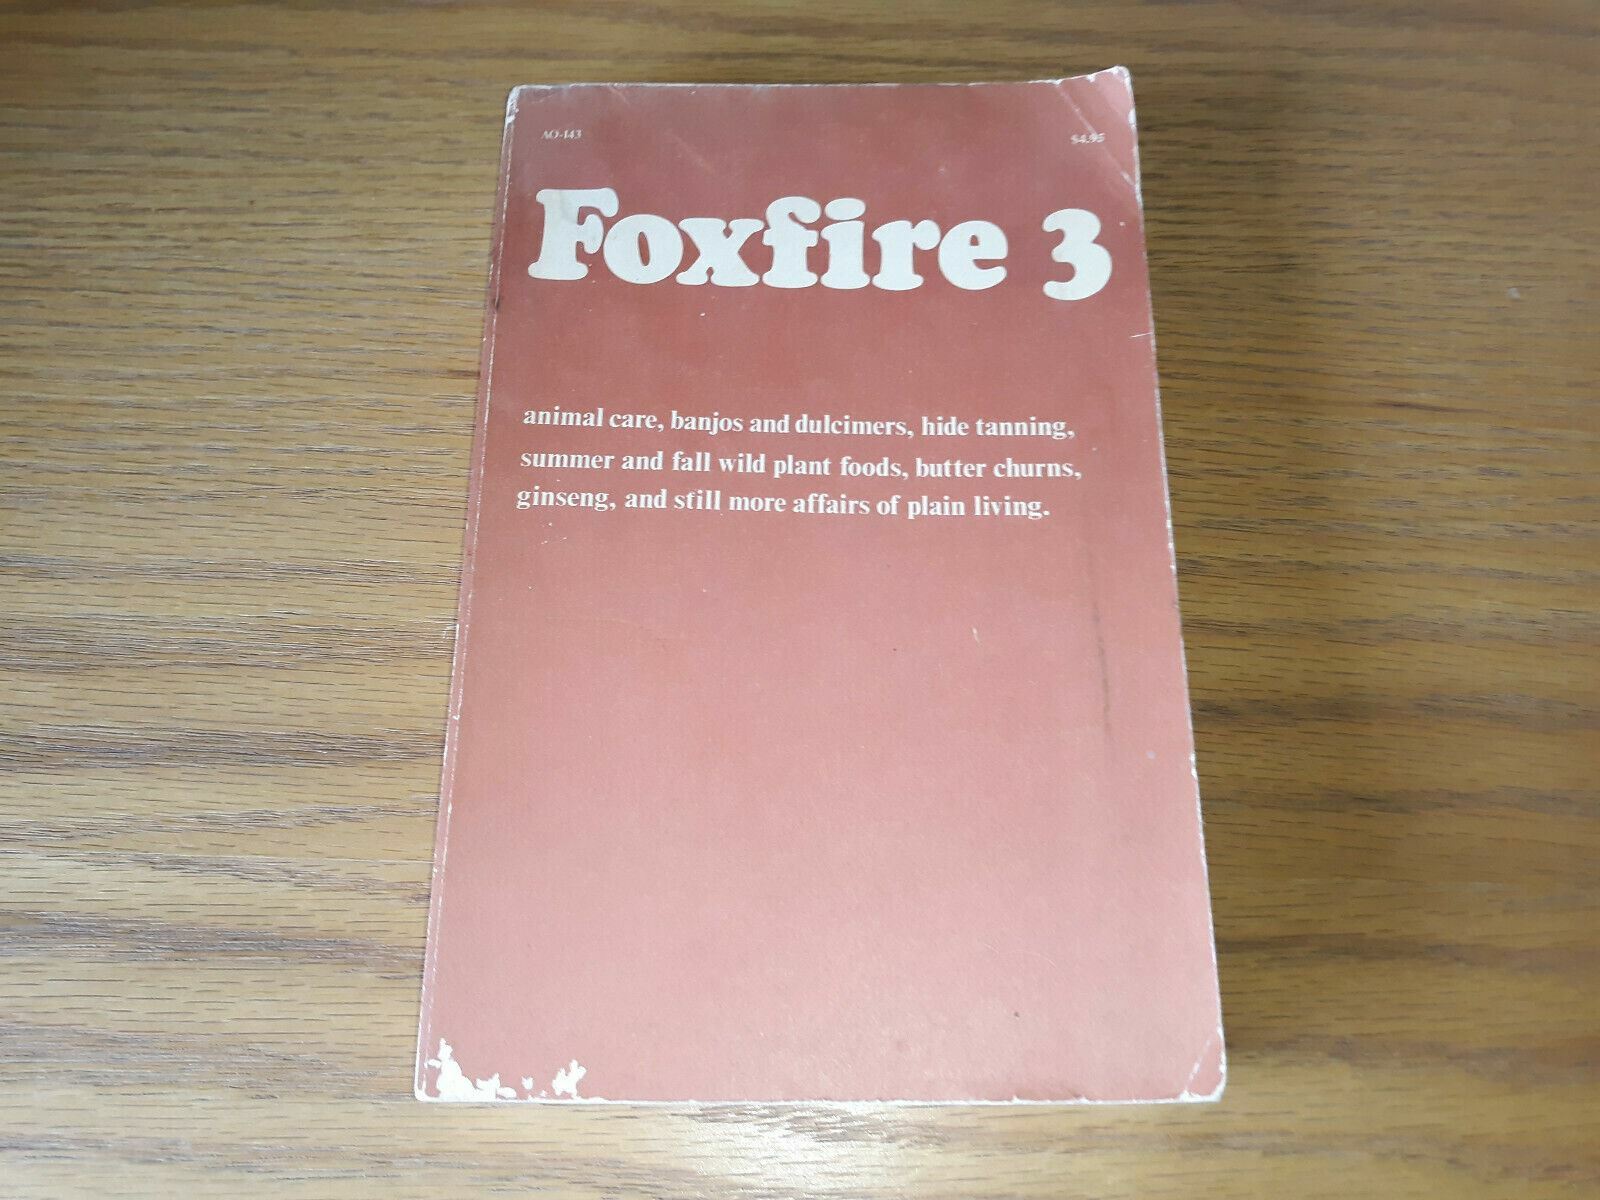 AO-143 $4.95
Foxfire 3
animal care, banjos and dulcimers, hide tanning,
summer and fall wild plant foods, butter churns,
ginseng, and still more affairs of plain living.